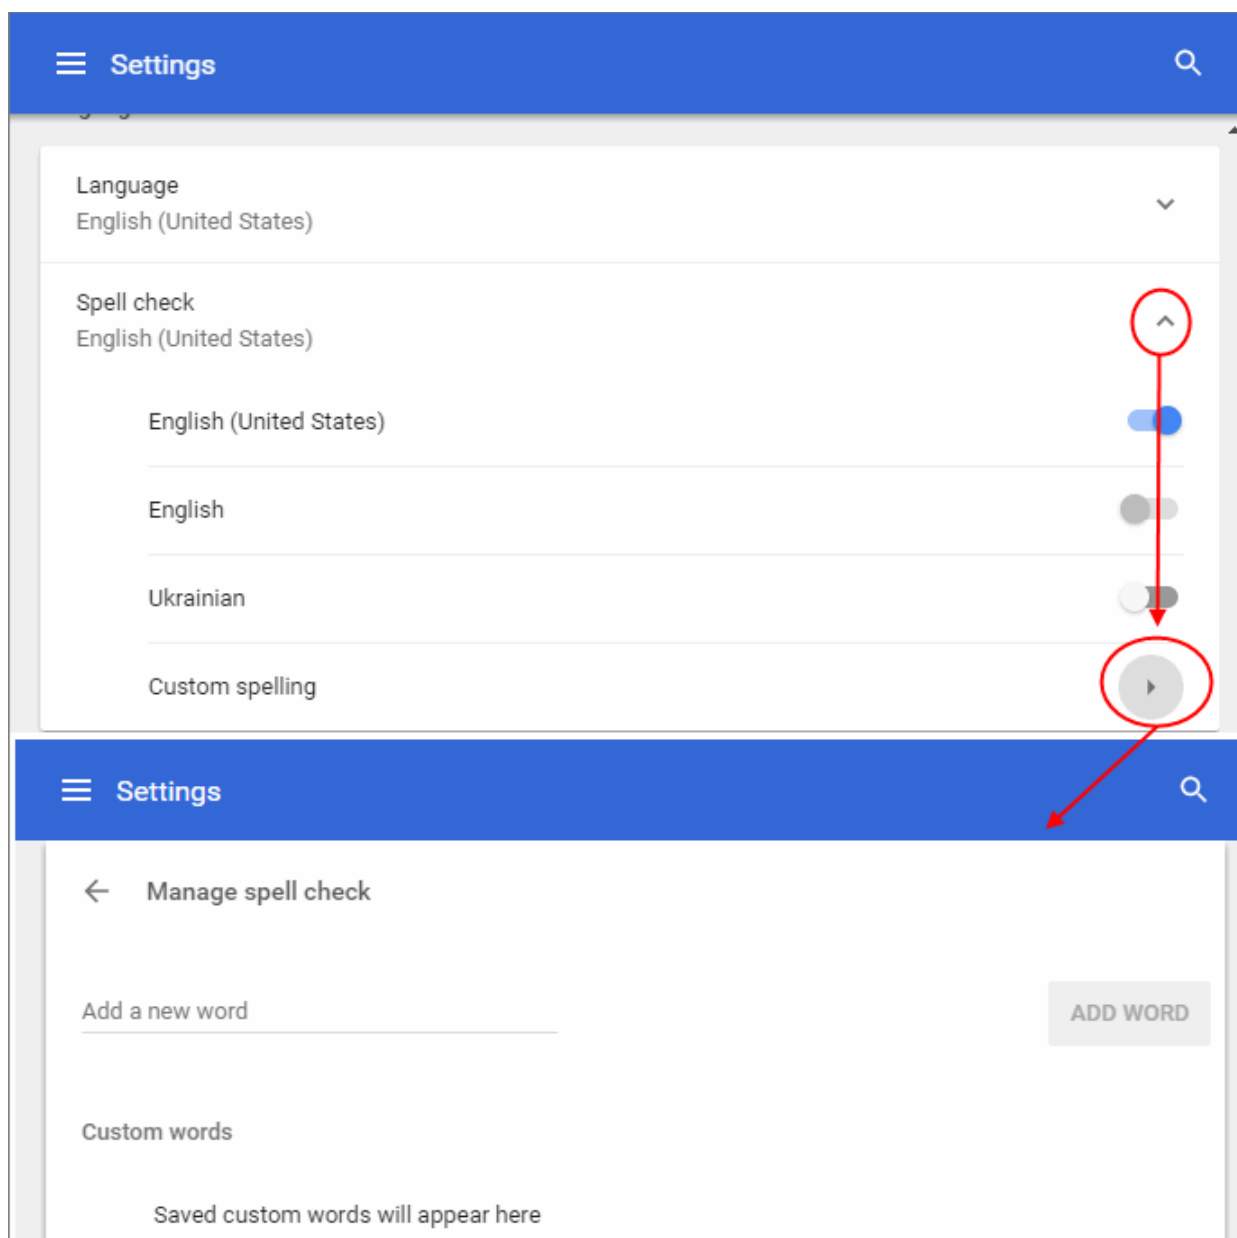 Settings
Language
English (United States)
Spell check
English (United States)
English (United States)
English
Ukrainian
Custom spelling
Settings
Manage spell check
Add a new word
ADD WORD
Custom words
Saved custom words will appear here